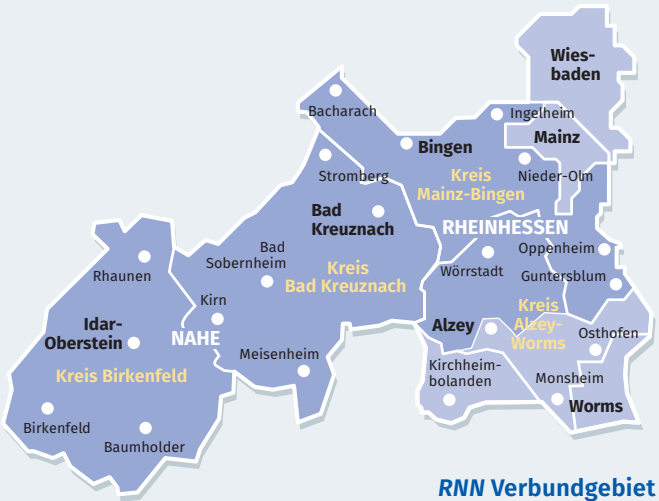 Wies-
baden
Bacharach
Ingelheim
Mainz
Bingen
Stromberg
Kreis
Mainz-Bingen
Nieder-Olm
Bad
Kreuznach
RHEINHESSEN
Bad
Sobernheim
Oppenheim
Rhaunen
Kreis
Bad Kreuznach
Wörrstadt
Guntersblum
Kirn
Kreis
Alzey-
Worms
Idar-
Oberstein
NAHE
Alzey
Osthofen
Meisenheim
Kirchheim-
bolanden
Kreis Birkenfeld
Monsheim
Worms
Birkenfeld
Baumholder
RNN Verbundgebiet